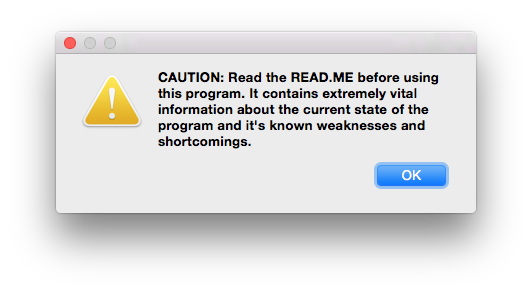 CAUTION: Read the READ.ME before using
this program. It contains extremely vital
information about the current state of the
program and it's known weaknesses and
shortcomings.
OK